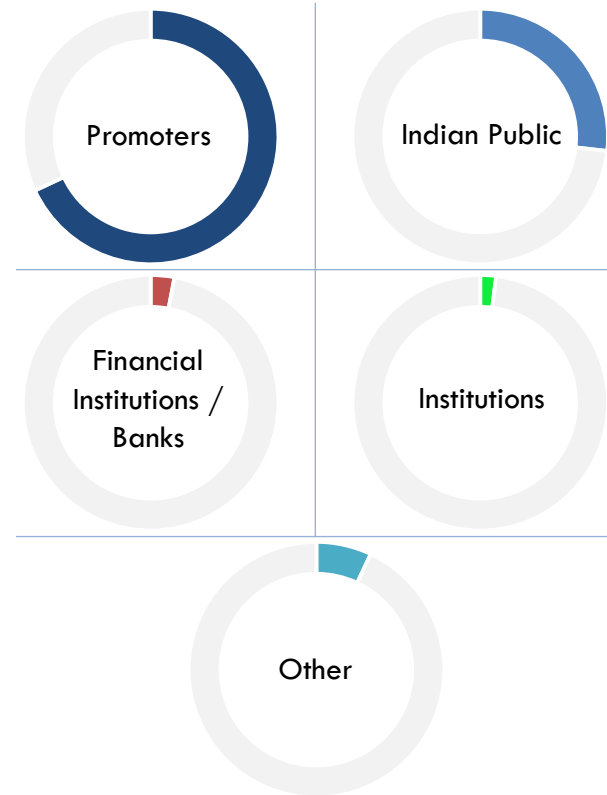 Promoters
Indian Public
Financial
Institutions /
Banks
Institutions
Other